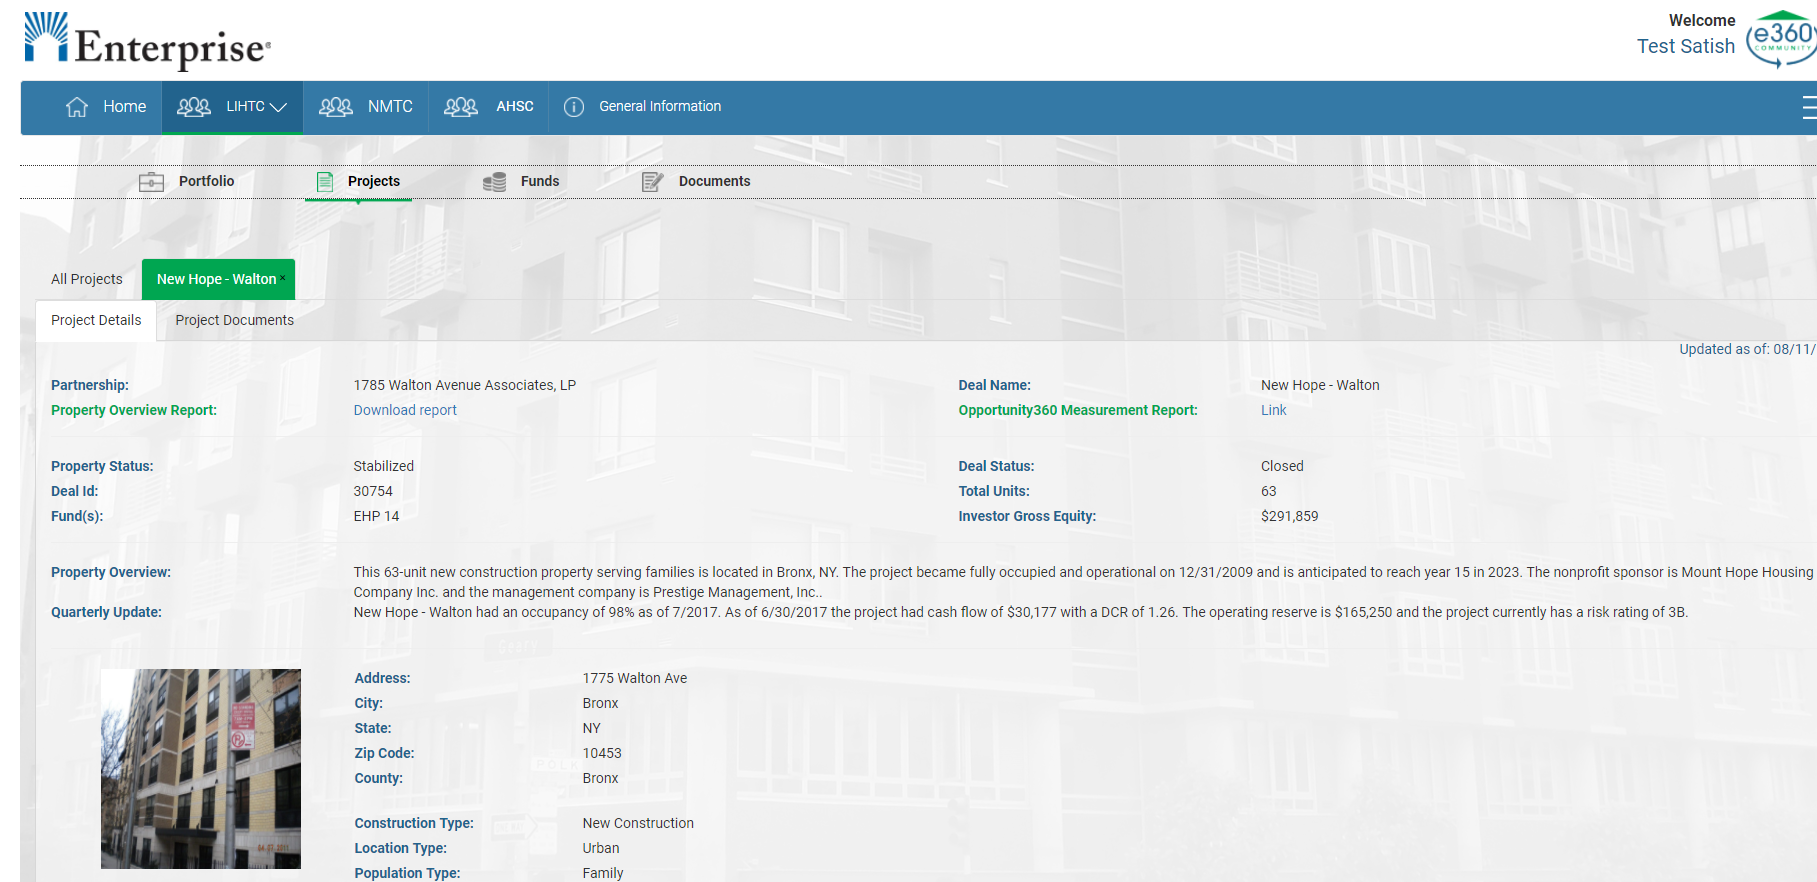 Enterprise®
Welcome
Test Satish
e360
COMMUNITY
Home
LIHTC
NMTC
AHSC
General Information
Portfolio
Projects
Funds
Documents
All Projects
New Hope - Walton ×
Project Details
Project Documents
Updated as of: 08/11/
Partnership: 1785 Walton Avenue Associates, LP
Deal Name: New Hope - Walton
Property Overview Report: Download report
Opportunity360 Measurement Report: Link
Property Status: Stabilized
Deal Status: Closed
Deal Id: 30754
Total Units: 63
Fund(s): EHP 14
Investor Gross Equity: $291,859
Property Overview: This 63-unit new construction property serving families is located in Bronx, NY. The project became fully occupied and operational on 12/31/2009 and is anticipated to reach year 15 in 2023. The nonprofit sponsor is Mount Hope Housing
Company Inc. and the management company is Prestige Management, Inc..
Quarterly Update: New Hope - Walton had an occupancy of 98% as of 7/2017. As of 6/30/2017 the project had cash flow of $30,177 with a DCR of 1.26. The operating reserve is $165,250 and the project currently has a risk rating of 3B.
Address: 1775 Walton Ave
City: Bronx
State: NY
Zip Code: 10453
County: Bronx
Construction Type: New Construction
Location Type: Urban
Population Type: Family
POLK